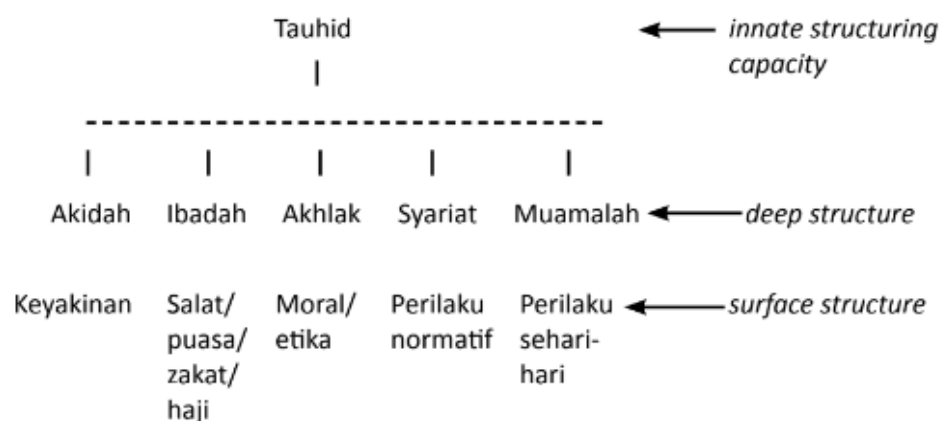 Tauhid
innate structuring
capacity
Akidah Ibadah Akhlak Syariat Muamalah deep structure
Keyakinan Salat/ Moral/ Perilaku Perilaku surface structure
puasa/ etika normatif sehari-
zakat/ hari
haji